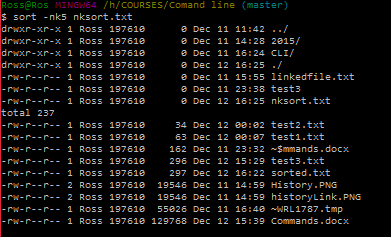 Ross@Ros MINGW64 /h/COURSES/Comand line (master)
$ sort -nk5 nksort.txt
drwxr-xr-x 1 Ross 197610 0 Dec 11 11:42 ../
drwxr-xr-x 1 Ross 197610 0 Dec 11 14:28 2015/
drwxr-xr-x 1 Ross 197610 0 Dec 11 16:24 CLI/
drwxr-xr-x 1 Ross 197610 0 Dec 12 16:25 ./
-rw-r--r-- 1 Ross 197610 0 Dec 11 15:55 linkedfile.txt
-rw-r--r-- 1 Ross 197610 0 Dec 11 23:38 test3
-rw-r--r-- 1 Ross 197610 0 Dec 12 16:25 nksort.txt
total 237
-rw-r--r-- 1 Ross 197610 34 Dec 12 00:02 test2.txt
-rw-r--r-- 1 Ross 197610 63 Dec 12 00:07 test1.txt
-rw-r--r-- 1 Ross 197610 162 Dec 11 23:32 ~$mmands.docx
-rw-r--r-- 1 Ross 197610 296 Dec 12 15:29 test3.txt
-rw-r--r-- 1 Ross 197610 297 Dec 12 16:22 sorted.txt
-rw-r--r-- 2 Ross 197610 19546 Dec 11 14:59 History.PNG
-rw-r--r-- 2 Ross 197610 19546 Dec 11 14:59 historyLink.PNG
-rw-r--r-- 1 Ross 197610 55026 Dec 11 16:40 ~WRL1787.tmp
-rw-r--r-- 1 Ross 197610 129768 Dec 12 15:39 Commands.docx